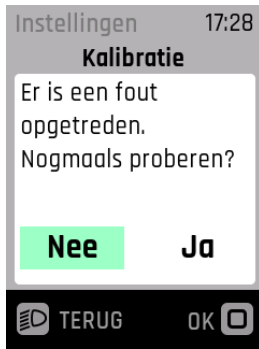 Instellingen 17:28
Kalibratie
Er is een fout
opgetreden.
Nogmaals proberen?
Nee Ja
TERUG OK